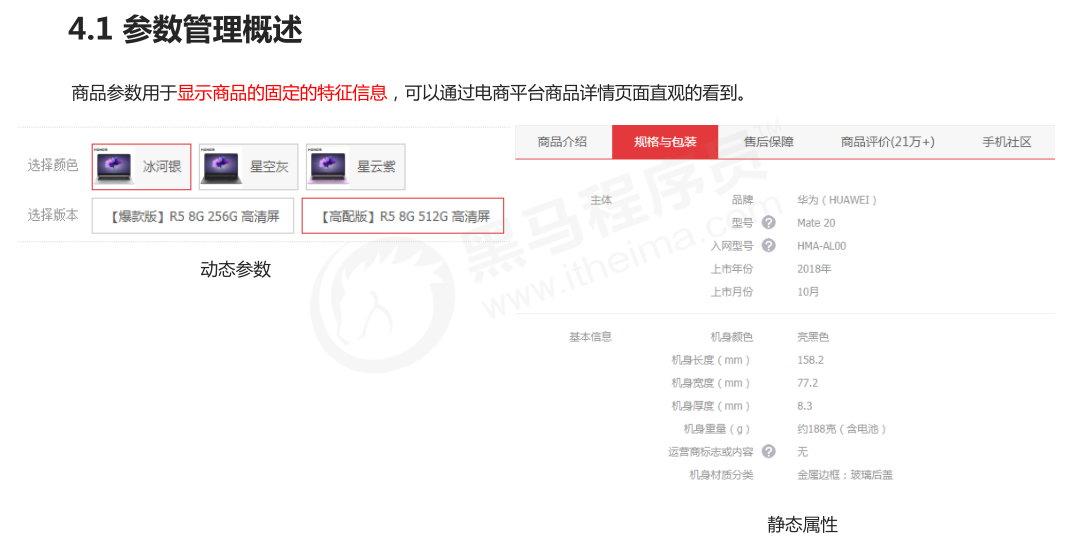 4.1 参数管理概述
商品参数用于显示商品的固定的特征信息，可以通过电商平台商品详情页面直观的看到。
选择颜色 HONOR 冰河银 HONOR 星空灰 HONOR 星云紫
选择版本 【爆款版】R5 8G 256G 高清屏 【高配版】R5 8G 512G 高清屏
动态参数
商品介绍 规格与包装 售后保障 商品评价(21万+) 手机社区
主体 品牌 华为（HUAWEI）
型号 ? Mate 20
入网型号 ? HMA-AL00
上市年份 2018年
上市月份 10月
基本信息 机身颜色 亮黑色
机身长度（mm） 158.2
机身宽度（mm） 77.2
机身厚度（mm） 8.3
机身重量（g） 约188克（含电池）
运营商标志或内容 ? 无
机身材质分类 金属边框：玻璃后盖
静态属性
黑马程序员™
www.itheima.com